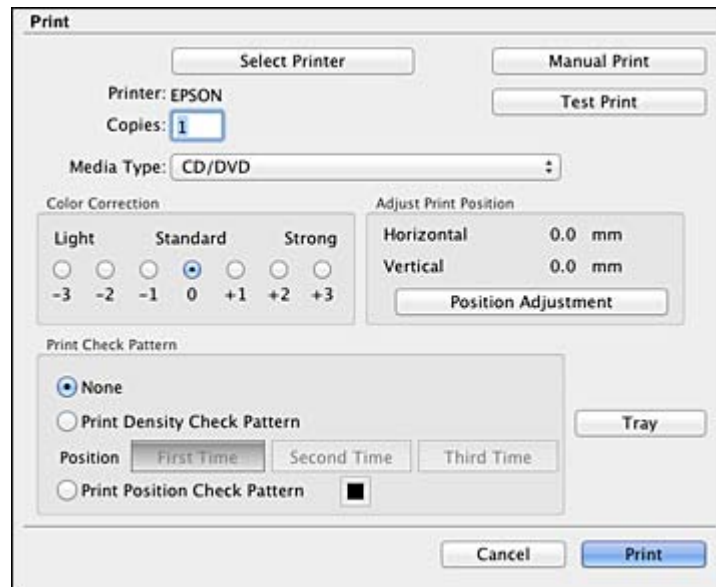 Print
Select Printer
Manual Print
Printer: EPSON
Test Print
Copies: 1
Media Type: CD/DVD
Color Correction
Light Standard Strong
-3 -2 -1 0 +1 +2 +3
Adjust Print Position
Horizontal 0.0 mm
Vertical 0.0 mm
Position Adjustment
Print Check Pattern
None
Print Density Check Pattern
Position First Time Second Time Third Time
Print Position Check Pattern
Tray
Cancel Print